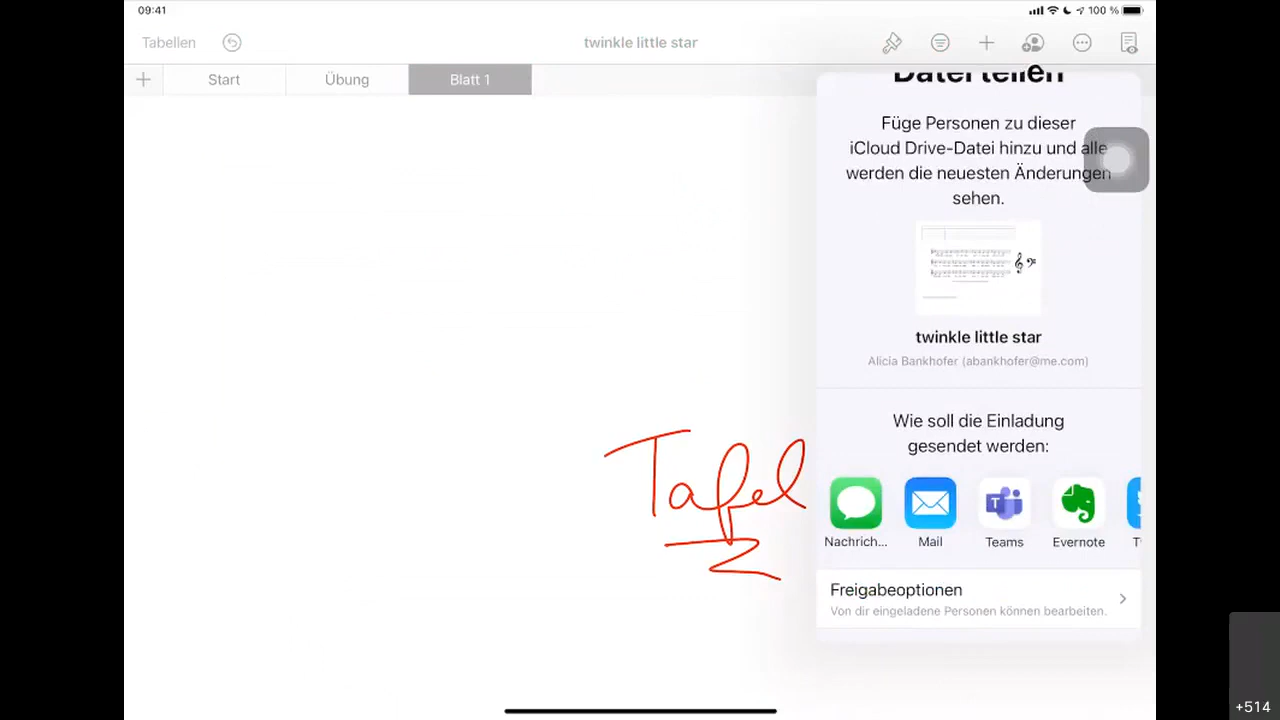 09:41
100 %
Tabellen
twinkle little star
Start
Übung
Blatt 1
Datei teilen
Füge Personen zu dieser
iCloud Drive-Datei hinzu und alle
werden die neuesten Änderungen
sehen.
twinkle little star
Alicia Bankhofer (abankhofer@me.com)
Wie soll die Einladung
gesendet werden:
Nachrich...
Mail
Teams
Evernote
Freigabeoptionen
Von dir eingeladene Personen können bearbeiten.
Tafel
+514